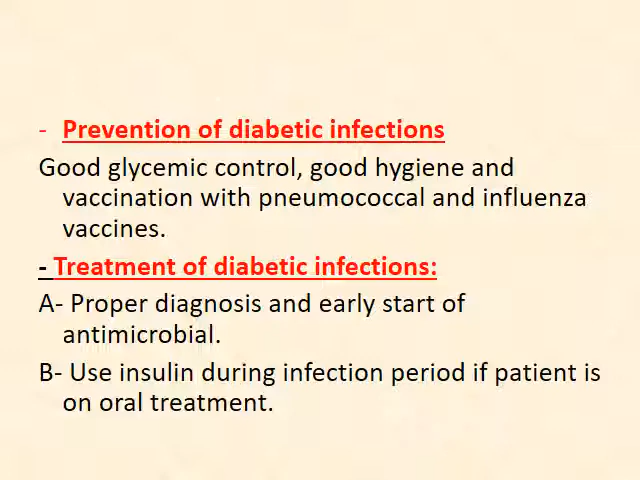 - Prevention of diabetic infections
Good glycemic control, good hygiene and
vaccination with pneumococcal and influenza
vaccines.
- Treatment of diabetic infections:
A- Proper diagnosis and early start of
antimicrobial.
B- Use insulin during infection period if patient is
on oral treatment.